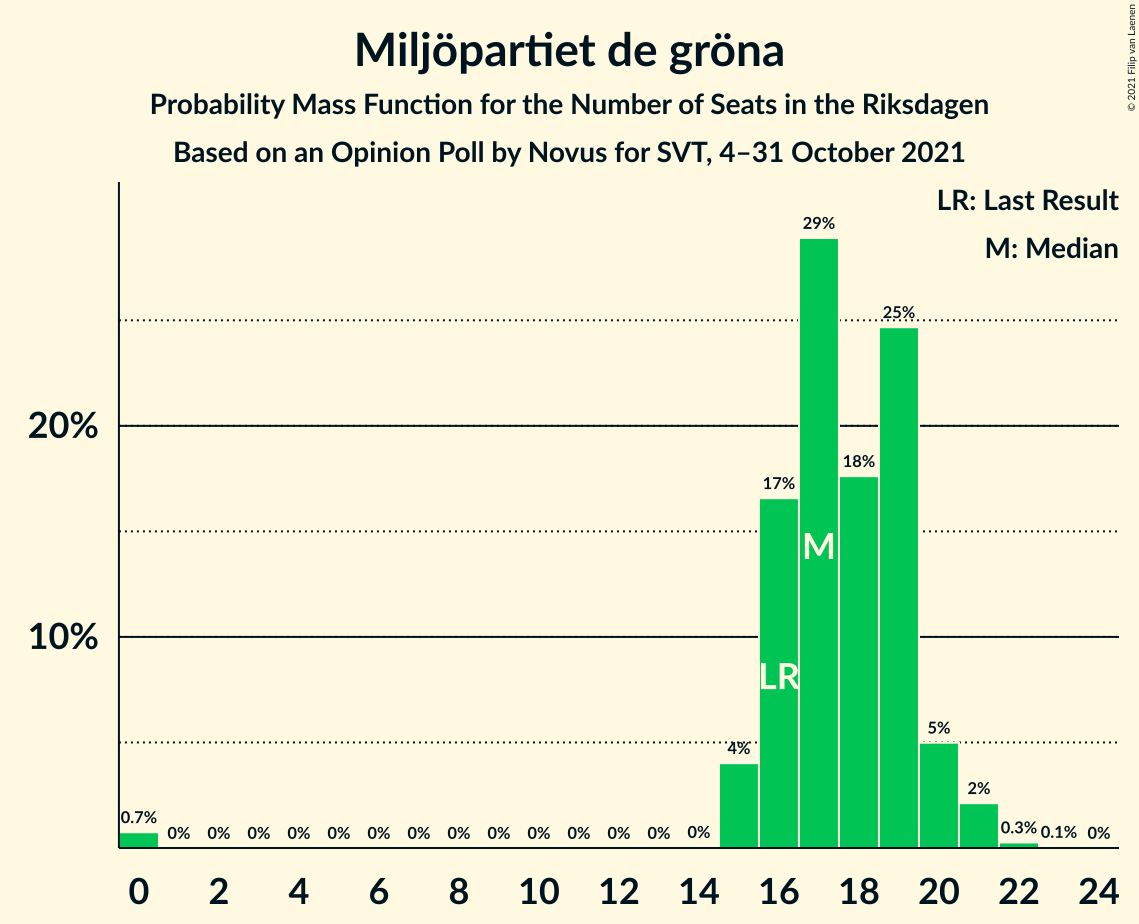 Miljöpartiet de gröna
Probability Mass Function for the Number of Seats in the Riksdagen
Based on an Opinion Poll by Novus for SVT, 4–31 October 2021
© 2021 Filip van Laenen
LR: Last Result
M: Median
20%
10%
0.7% 0% 0% 0% 0% 0% 0% 0% 0% 0% 0% 0% 0% 0% 0% 4% 17% 29% 18% 25% 5% 2% 0.3% 0.1% 0%
M
LR
0 2 4 6 8 10 12 14 16 18 20 22 24